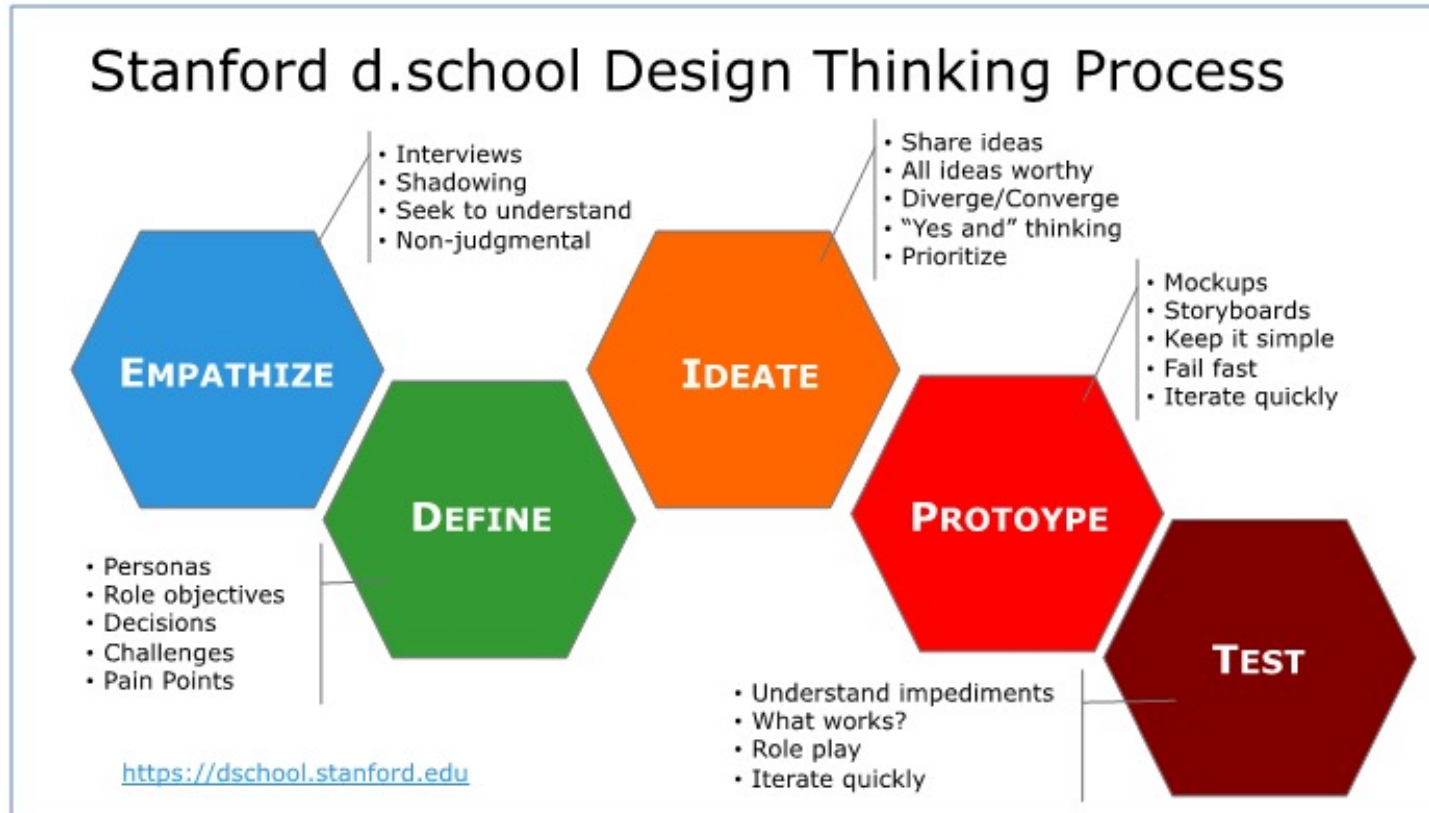 Stanford d.school Design Thinking Process
• Interviews
• Shadowing
• Seek to understand
• Non-judgmental
• Share ideas
• All ideas worthy
• Diverge/Converge
• “Yes and” thinking
• Prioritize
• Mockups
• Storyboards
• Keep it simple
• Fail fast
• Iterate quickly
EMPATHIZE
IDEATE
DEFINE
PROTOYPE
• Personas
• Role objectives
• Decisions
• Challenges
• Pain Points
TEST
• Understand impediments
• What works?
• Role play
• Iterate quickly
https://dschool.stanford.edu